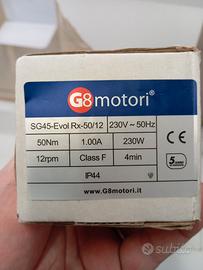 G8motori®
SG45-Evol Rx-50/12 230V ~ 50Hz
50Nm 1.00A 230W
12rpm Class F 4min
IP44
CE
5
www.G8motori.it
subito